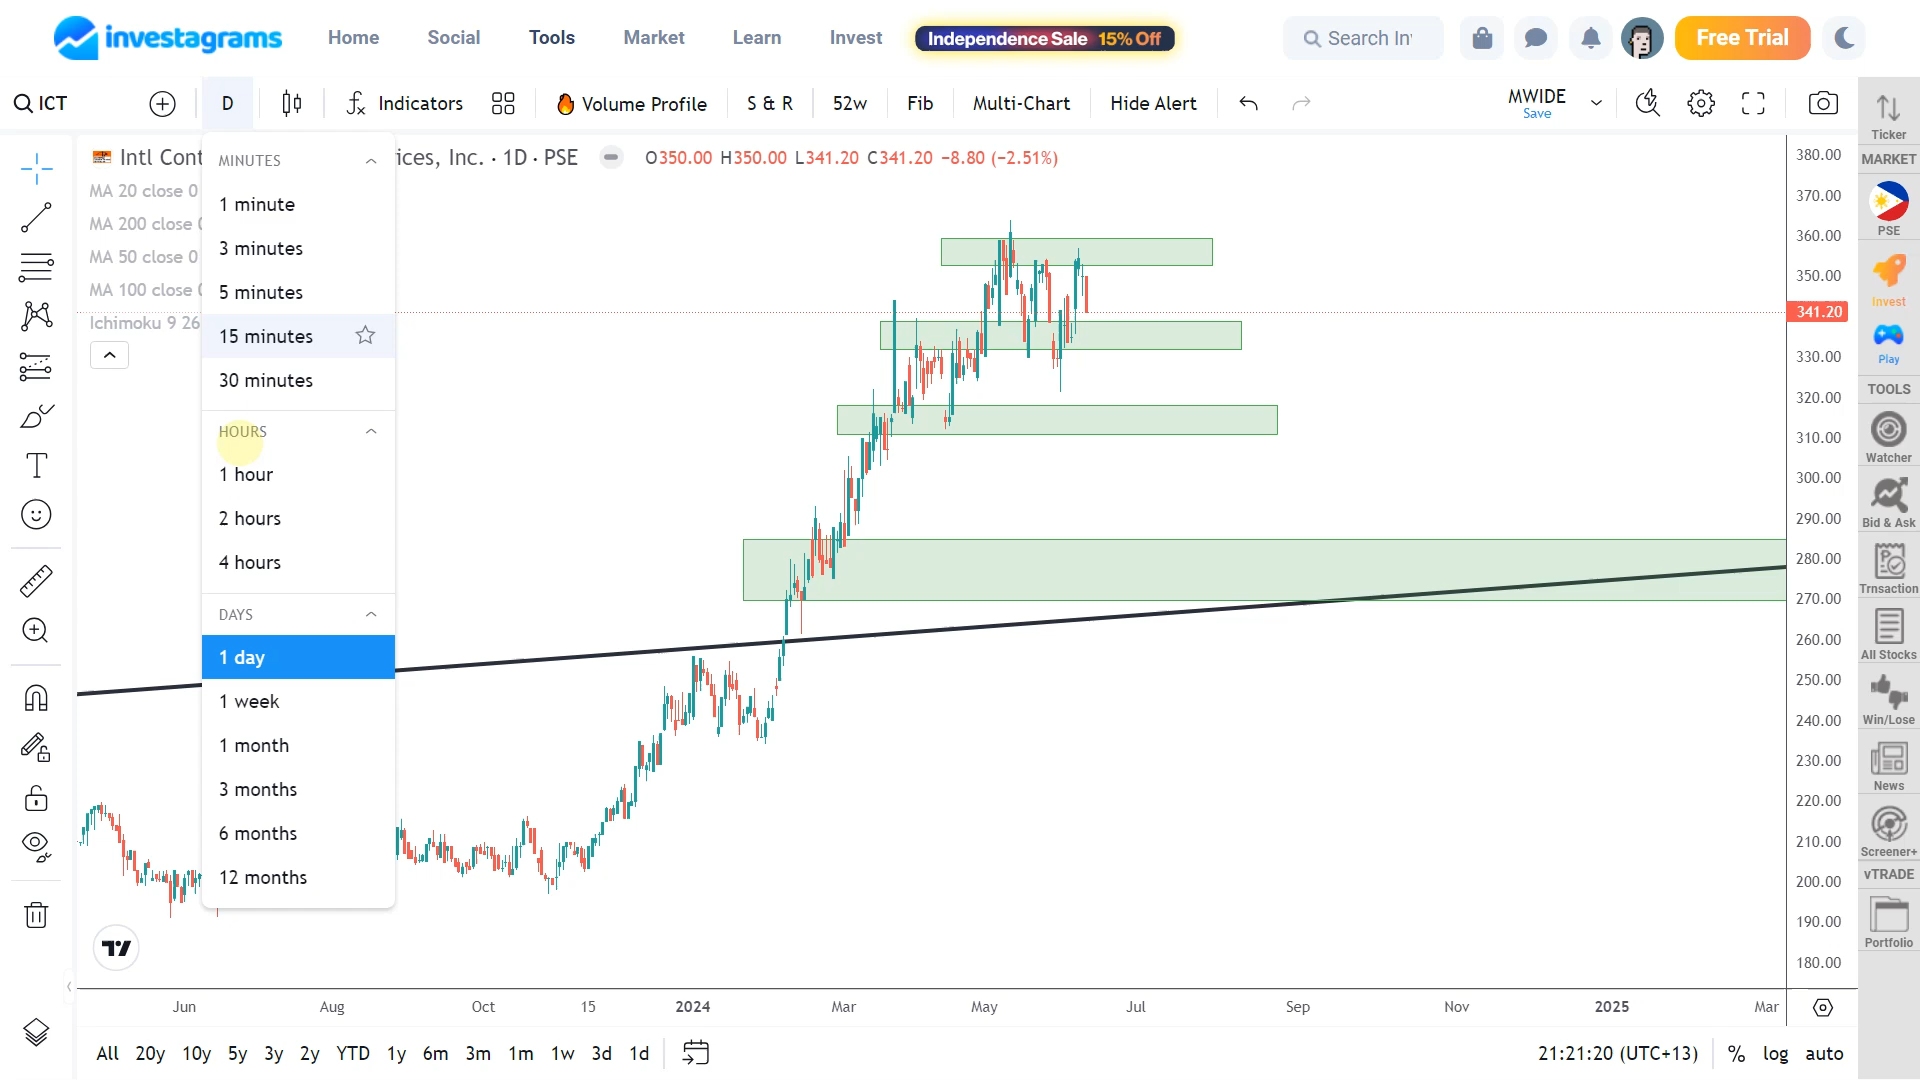 investagrams Home Social Tools Market Learn Invest Independence Sale 15% Off Search In Free Trial
ICT D Indicators Volume Profile S & R 52w Fib Multi-Chart Hide Alert MWIDE
Save
Intl Cont ices, Inc. · 1D · PSE O350.00 H350.00 L341.20 C341.20 −8.80 (−2.51%)
MA 20 close 0
MA 200 close 0
MA 50 close 0
MA 100 close 0
Ichimoku 9 26
MINUTES
1 minute
3 minutes
5 minutes
15 minutes
30 minutes
HOURS
1 hour
2 hours
4 hours
DAYS
1 day
1 week
1 month
3 months
6 months
12 months
380.00
370.00
360.00
350.00
341.20
330.00
320.00
310.00
300.00
290.00
280.00
270.00
260.00
250.00
240.00
230.00
220.00
210.00
200.00
190.00
180.00
Ticker
MARKET
PSE
Invest
Play
TOOLS
Watcher
Bid & Ask
Trnsaction
All Stocks
Win/Lose
News
Screener+
vTRADE
Portfolio
Jun Aug Oct 15 2024 Mar May Jul Sep Nov 2025 Mar
All 20y 10y 5y 3y 2y YTD 1y 6m 3m 1m 1w 3d 1d 21:21:20 (UTC+13) % log auto